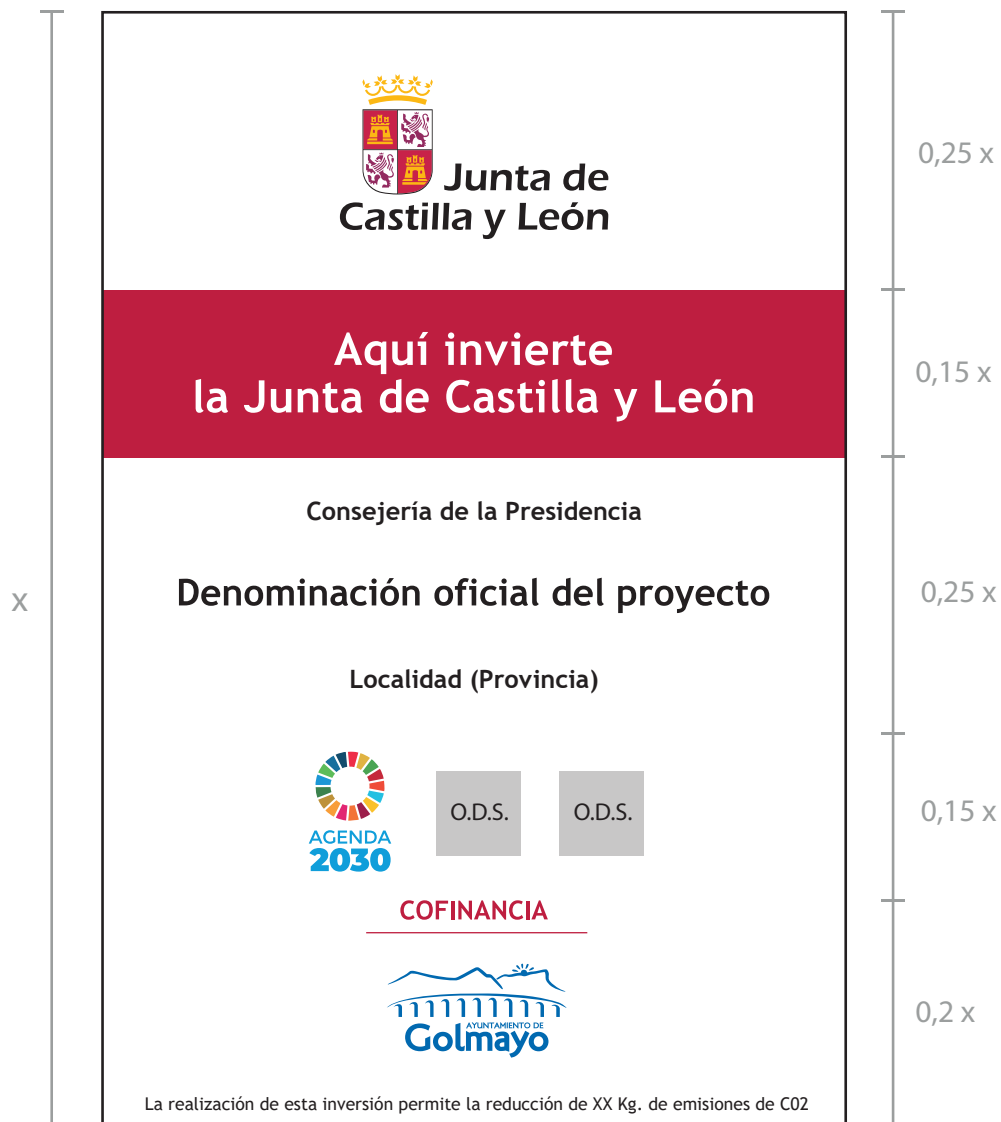 Junta de
Castilla y León
0,25 x
Aquí invierte
la Junta de Castilla y León
0,15 x
Consejería de la Presidencia
Denominación oficial del proyecto
x
0,25 x
Localidad (Provincia)
AGENDA
2030
O.D.S.
O.D.S.
0,15 x
COFINANCIA
AYUNTAMIENTO DE
Golmayo
0,2 x
La realización de esta inversión permite la reducción de XX Kg. de emisiones de C02